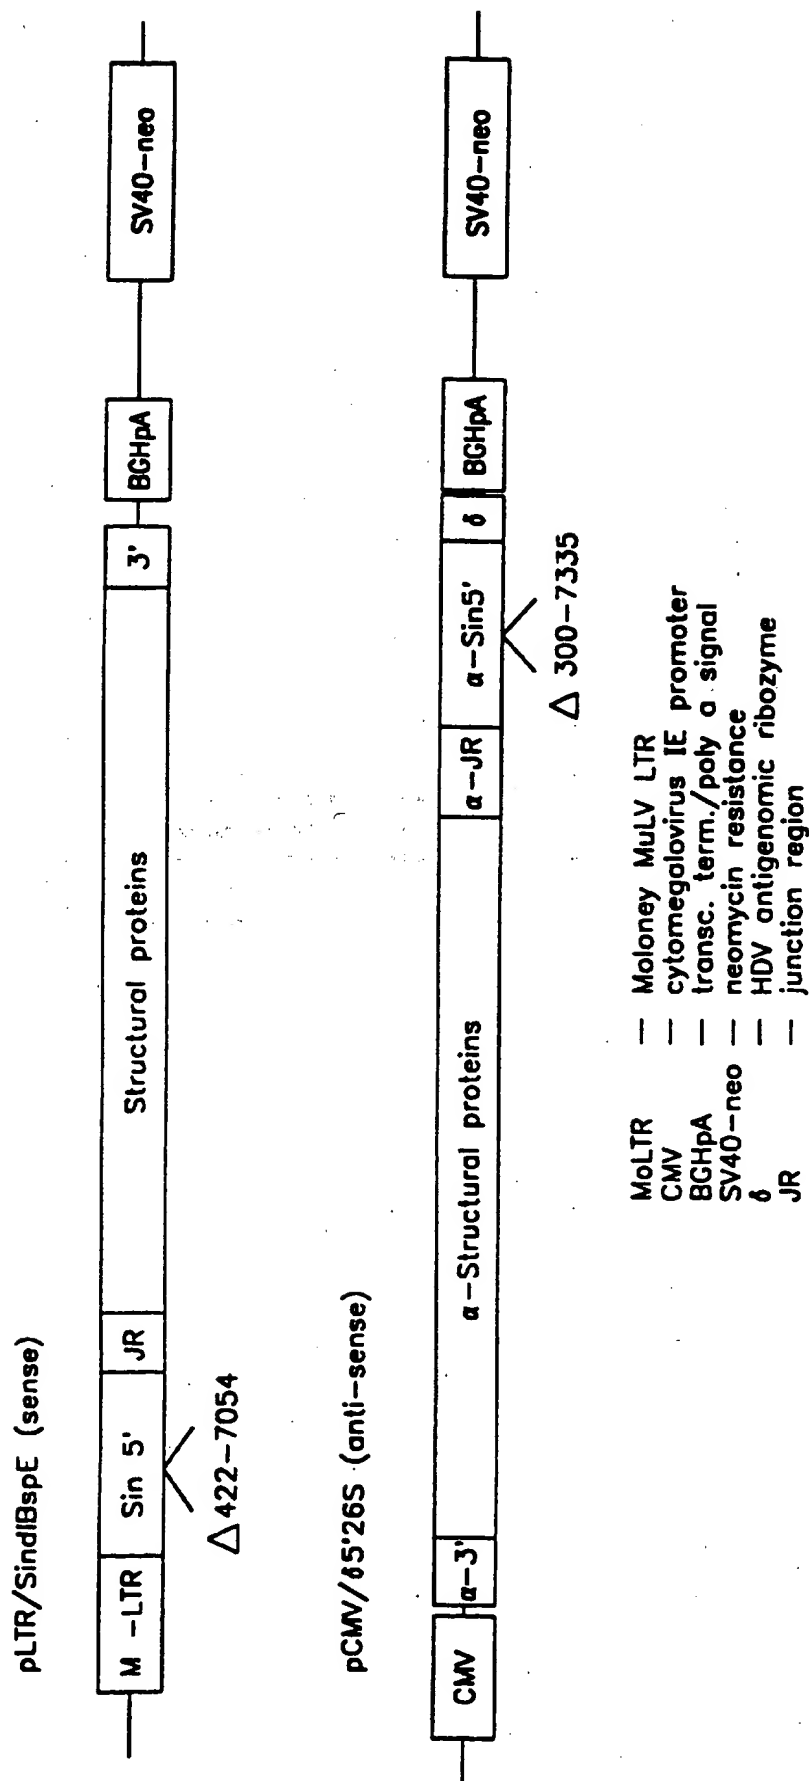 pLTR/SindlBspE (sense)
M -LTR
Sin 5'
JR
Structural proteins
3'
BGHpA
SV40-neo
△422-7054
pCMV/δ5'26S (anti-sense)
CMV
α-3'
α-Structural proteins
α-JR
α-Sin5'
δ
BGHpA
SV40-neo
△ 300-7335
MoLTR — Moloney MuLV LTR
CMV — cytomegalovirus IE promoter
BGHpA — transc. term./poly a signal
SV40-neo — neomycin resistance
δ — HDV antigenomic ribozyme
JR — junction region